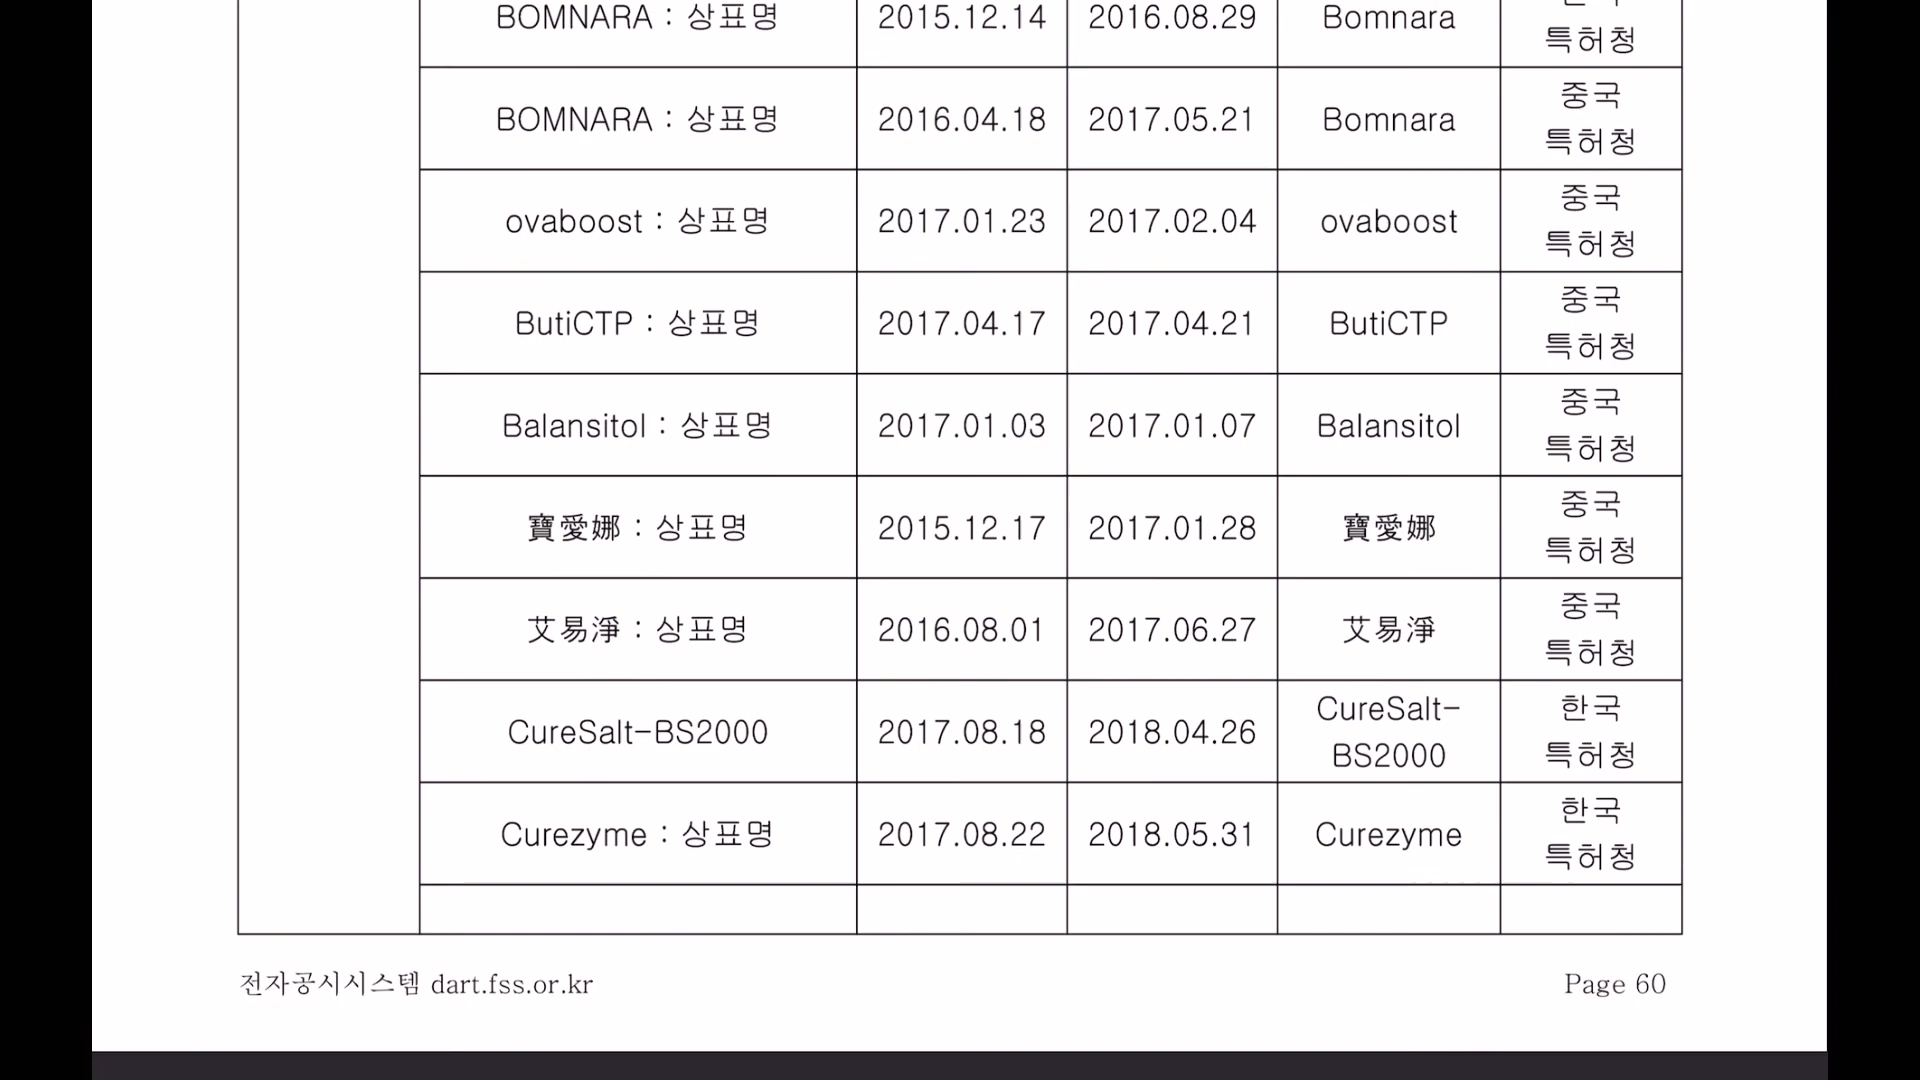 BOMNARA : 상표명 2015.12.14 2016.08.29 Bomnara
특허청
BOMNARA : 상표명 2016.04.18 2017.05.21 Bomnara 중국
특허청
ovaboost : 상표명 2017.01.23 2017.02.04 ovaboost 중국
특허청
ButiCTP : 상표명 2017.04.17 2017.04.21 ButiCTP 중국
특허청
Balansitol : 상표명 2017.01.03 2017.01.07 Balansitol 중국
특허청
寶愛娜 : 상표명 2015.12.17 2017.01.28 寶愛娜 중국
특허청
艾易淨 : 상표명 2016.08.01 2017.06.27 艾易淨 중국
특허청
CureSalt-BS2000 2017.08.18 2018.04.26 CureSalt-
BS2000 한국
특허청
Curezyme : 상표명 2017.08.22 2018.05.31 Curezyme 한국
특허청
전자공시시스템 dart.fss.or.kr
Page 60